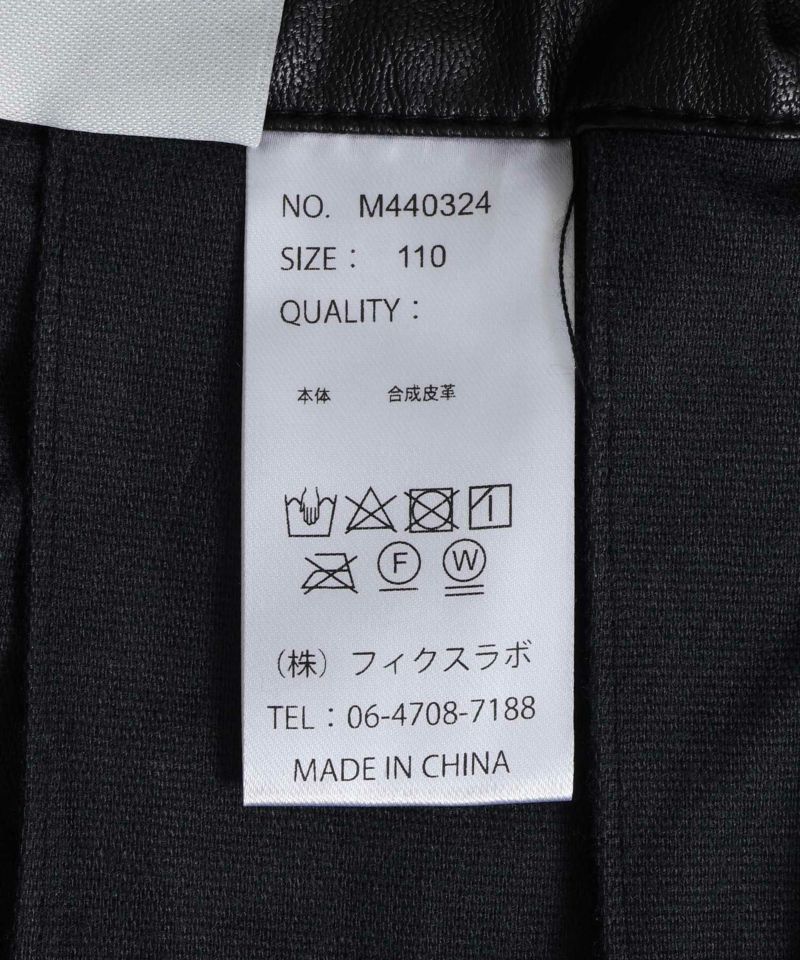 NO. M440324
SIZE： 110
QUALITY：
本体 合成皮革
F W
（株）フィクスラボ
TEL：06-4708-7188
MADE IN CHINA